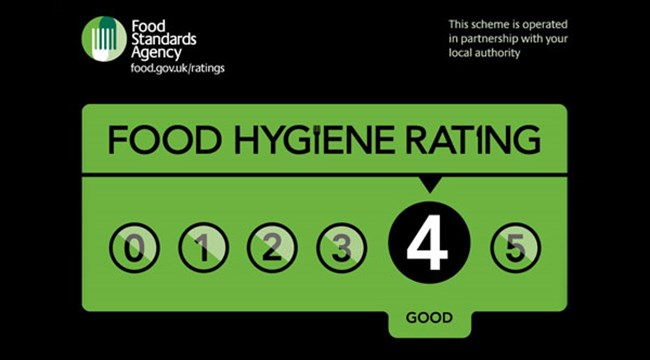 Food
Standards
Agency
food.gov.uk/ratings
This scheme is operated
in partnership with your
local authority
FOOD HYGIENE RATING
0 1 2 3 4 5
GOOD